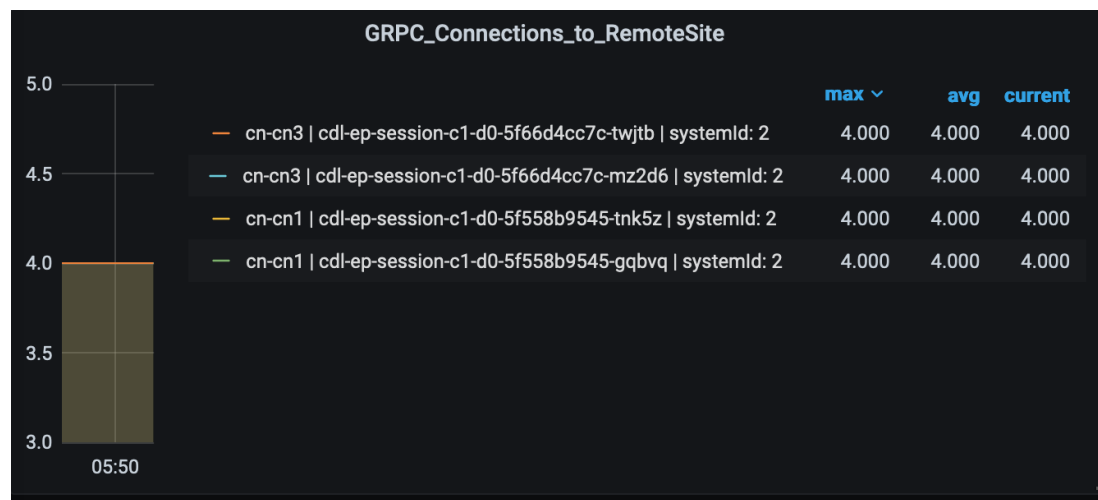 GRPC_Connections_to_RemoteSite
5.0
4.5
4.0
3.5
3.0
05:50
max avg current
cn-cn3 | cdl-ep-session-c1-d0-5f66d4cc7c-twjtb | systemId: 2 4.000 4.000 4.000
cn-cn3 | cdl-ep-session-c1-d0-5f66d4cc7c-mz2d6 | systemId: 2 4.000 4.000 4.000
cn-cn1 | cdl-ep-session-c1-d0-5f558b9545-tnk5z | systemId: 2 4.000 4.000 4.000
cn-cn1 | cdl-ep-session-c1-d0-5f558b9545-gqbvq | systemId: 2 4.000 4.000 4.000